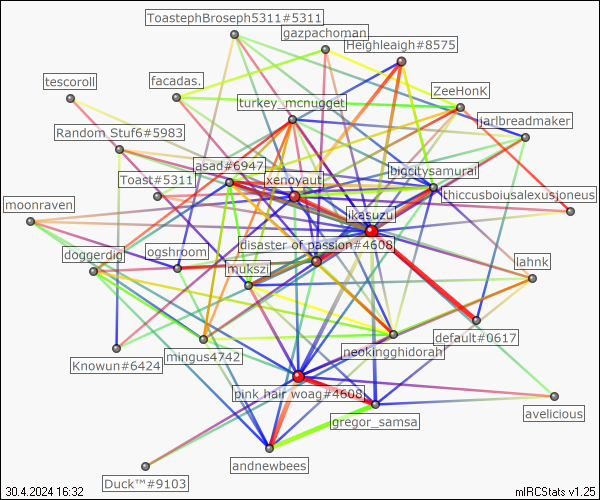 ToastephBroseph5311#5311
gazpachoman
Heighleaigh#8575
tescoroll
facadas.
ZeeHonK
turkey_mcnugget
jarlbreadmaker
Random_Stuf6#5983
asad#6947
bigcitysamurai
Toast#5311
xenoyaut
thiccusboiusalexusjoneus
moonraven
ikasuzu
disaster of passion#4608
doggerdig
ogshroom
mukszi
lahnk
default#0617
mingus4742
neokingghidorah
Knowun#6424
pink hair woag#4608
gregor_samsa
avelicious
andnewbees
Duck™#9103
30.4.2024 16:32
mIRCStats v1.25